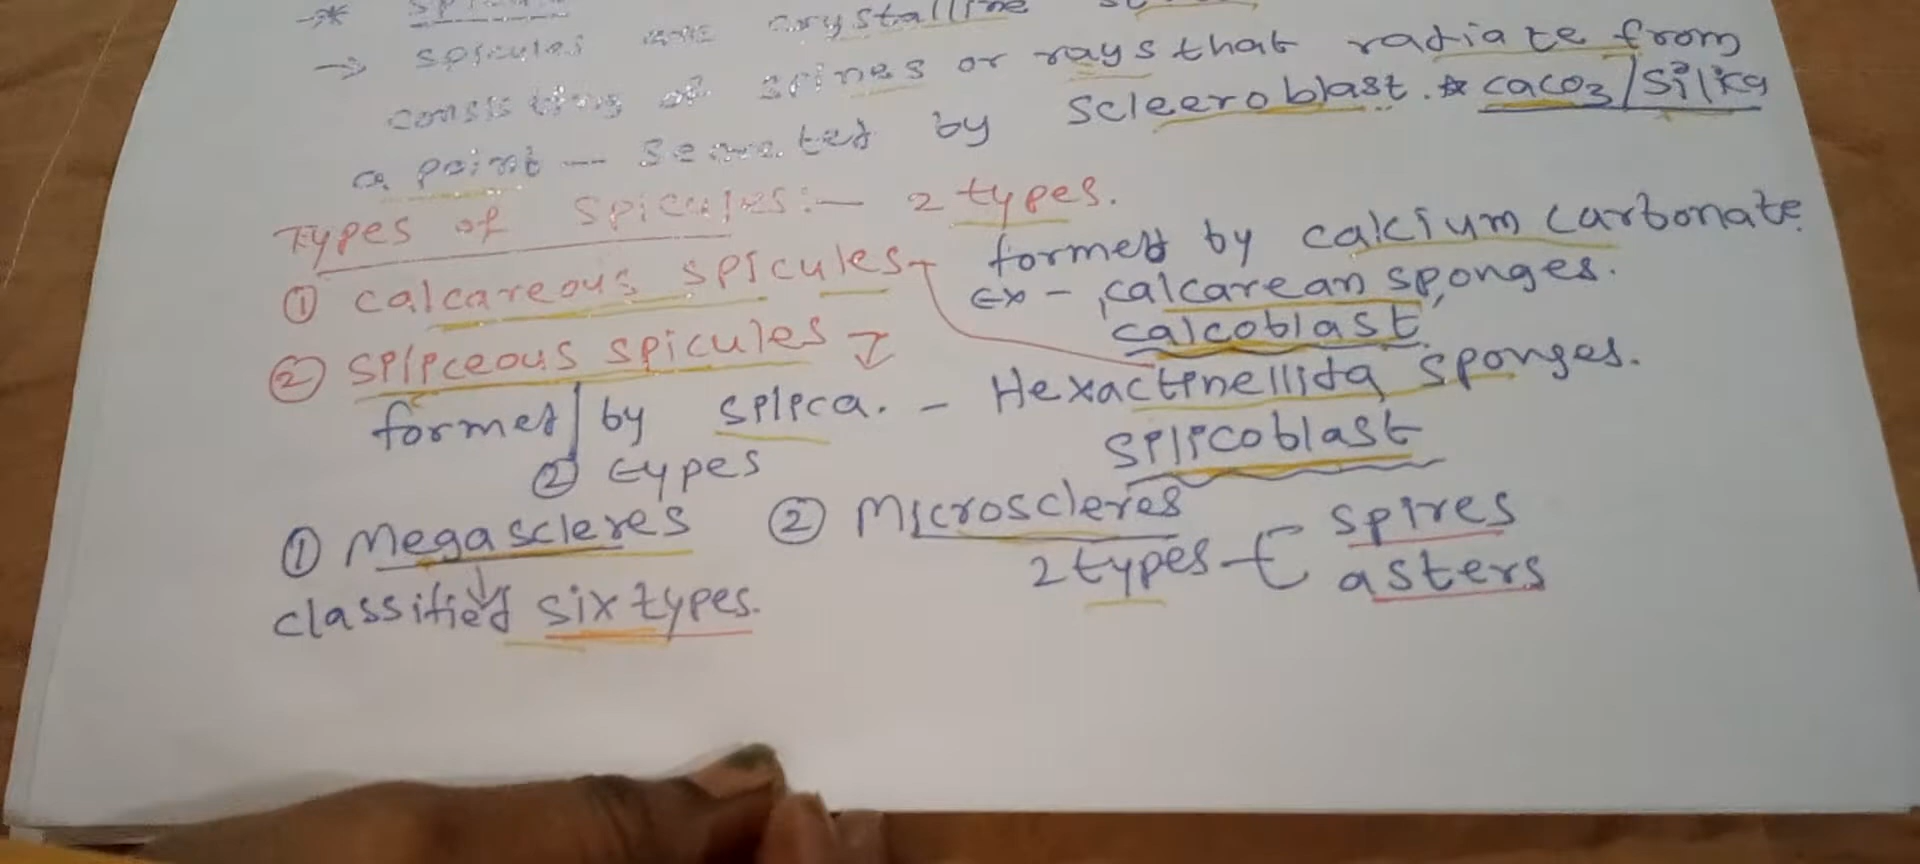 → spicules are crystalline
consisting of spines or rays that radiate from
a point — secreted by scleeroblast. * caco3/silica
Types of spicules:— 2 types.
① calcareous spicules → formed by calcium carbonate.
Ex - calcarean sponges.
calcoblast.
② siliceous spicules
formed by silica. - Hexactinellida sponges.
② types silicoblast
① Megascleres ② Microscleres
classified six types. 2 types spires
asters